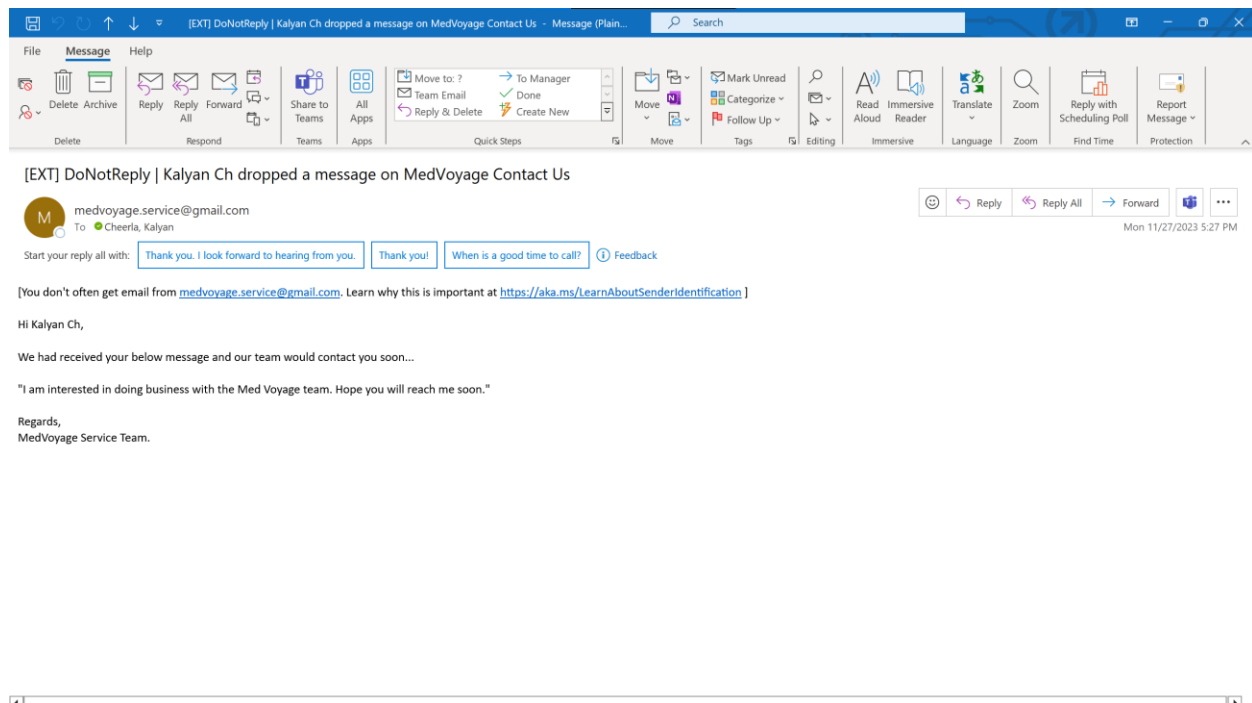 [EXT] DoNotReply | Kalyan Ch dropped a message on MedVoyage Contact Us - Message (Plain...
Search
File Message Help
Delete Archive
Reply Reply All Forward
Share to Teams
All Apps
Move to: ? To Manager
Team Email Done
Reply & Delete Create New
Move
Mark Unread
Categorize
Follow Up
Read Aloud Immersive Reader
Translate
Zoom
Reply with Scheduling Poll
Report Message
Delete Respond Teams Apps Quick Steps Move Tags Editing Immersive Language Zoom Find Time Protection
[EXT] DoNotReply | Kalyan Ch dropped a message on MedVoyage Contact Us
M
medvoyage.service@gmail.com
To Cheerla, Kalyan
Reply Reply All Forward
Mon 11/27/2023 5:27 PM
Start your reply all with: Thank you. I look forward to hearing from you. Thank you! When is a good time to call? Feedback
[You don't often get email from medvoyage.service@gmail.com. Learn why this is important at https://aka.ms/LearnAboutSenderIdentification ]
Hi Kalyan Ch,
We had received your below message and our team would contact you soon...
"I am interested in doing business with the Med Voyage team. Hope you will reach me soon."
Regards,
MedVoyage Service Team.